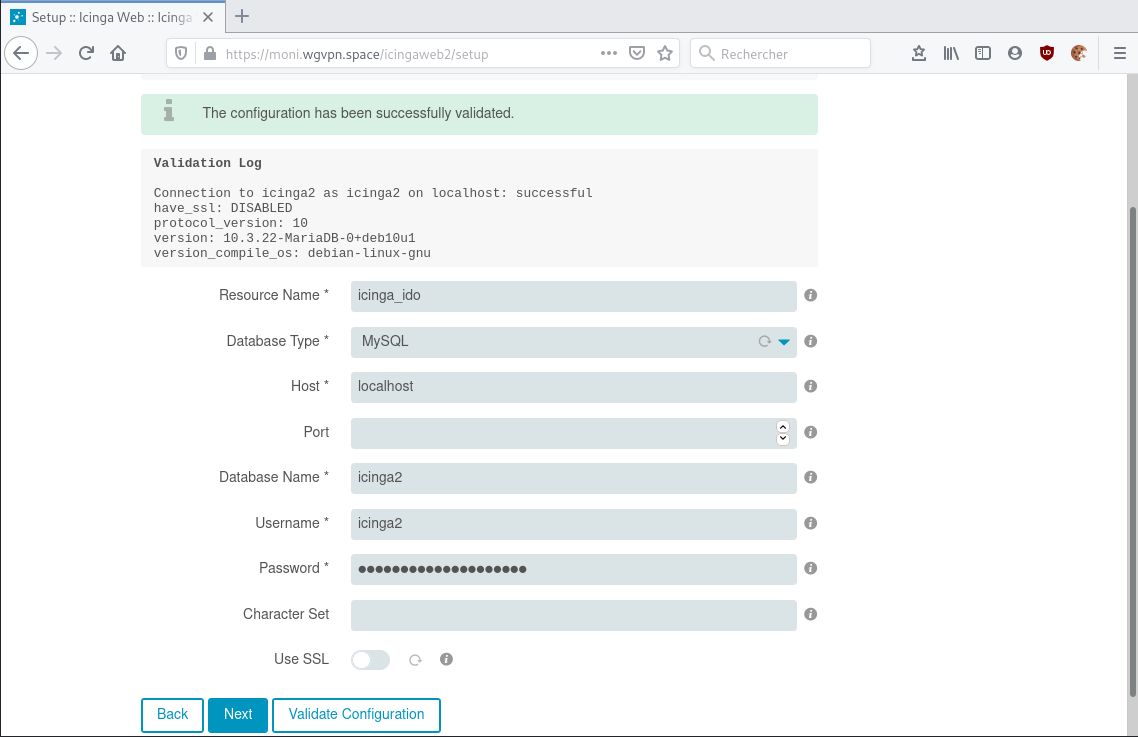 Setup :: Icinga Web :: Icinga
https://moni.wgvpn.space/icingaweb2/setup
Rechercher
The configuration has been successfully validated.
Validation Log
Connection to icinga2 as icinga2 on localhost: successful
have_ssl: DISABLED
protocol_version: 10
version: 10.3.22-MariaDB-0+deb10u1
version_compile_os: debian-linux-gnu
Resource Name * icinga_ido
Database Type * MySQL
Host * localhost
Port
Database Name * icinga2
Username * icinga2
Password * ●●●●●●●●●●●●●●●●●●●●
Character Set
Use SSL
Back Next Validate Configuration